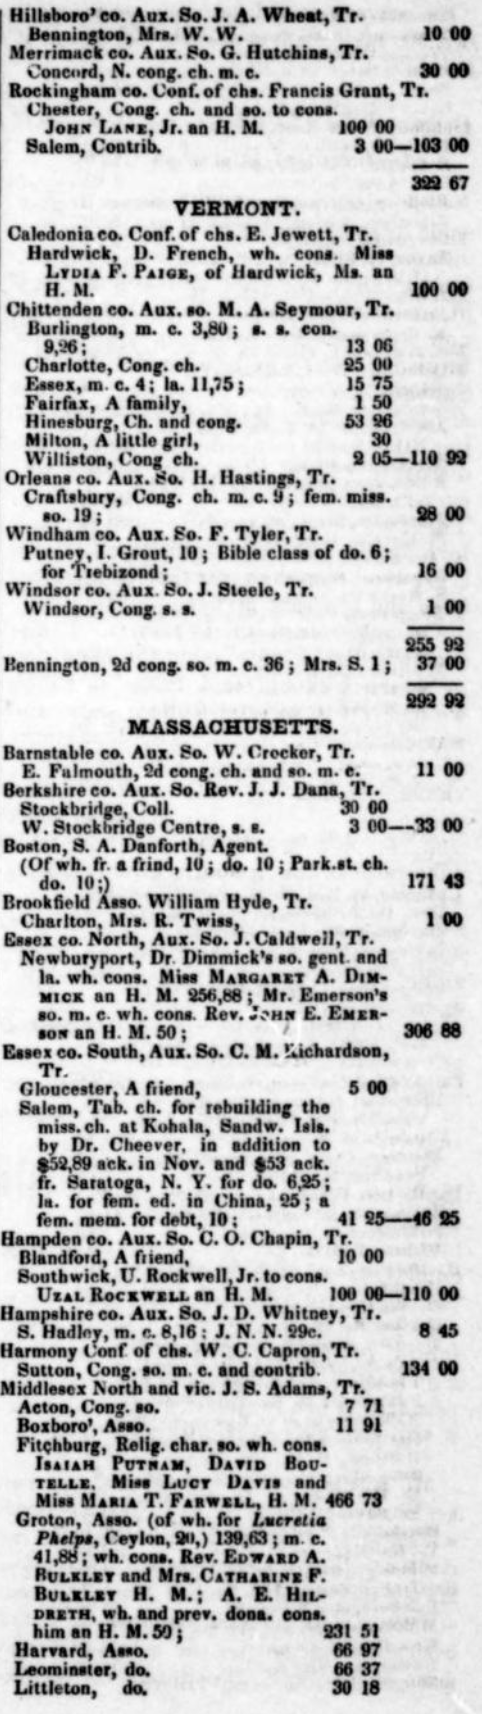 Hillsboro' co. Aux. So. J. A. Wheat, Tr.
Bennington, Mrs. W. W. 10 00
Merrimack co. Aux. So. G. Hutchins, Tr.
Concord, N. cong. ch. m. c. 30 00
Rockingham co. Conf. of chs. Francis Grant, Tr.
Chester, Cong. ch. and so. to cons.
JOHN LANE, Jr. an H. M. 100 00
Salem, Contrib. 3 00—103 00
322 67
VERMONT.
Caledonia co. Conf. of chs. E. Jewett, Tr.
Hardwick, D. French, wh. cons. Miss
LYDIA F. PAIGE, of Hardwick, Ms. an
H. M. 100 00
Chittenden co. Aux. so. M. A. Seymour, Tr.
Burlington, m. c. 3,80; s. s. con.
9,26; 13 06
Charlotte, Cong. ch. 25 00
Essex, m. c. 4; la. 11,75; 15 75
Fairfax, A family, 1 50
Hinesburg, Ch. and cong. 53 26
Milton, A little girl, 30
Williston, Cong ch. 2 05—110 92
Orleans co. Aux. So. H. Hastings, Tr.
Craftsbury, Cong. ch. m. c. 9; fem. miss.
so. 19; 28 00
Windham co. Aux. So. F. Tyler, Tr.
Putney, I. Grout, 10; Bible class of do. 6;
for Trebizond; 16 00
Windsor co. Aux. So. J. Steele, Tr.
Windsor, Cong. s. s. 1 00
255 92
Bennington, 2d cong. so. m. c. 36; Mrs. S. 1; 37 00
292 92
MASSACHUSETTS.
Barnstable co. Aux. So. W. Crocker, Tr.
E. Falmouth, 2d cong. ch. and so. m. c. 11 00
Berkshire co. Aux. So. Rev. J. J. Dana, Tr.
Stockbridge, Coll. 30 00
W. Stockbridge Centre, s. s. 3 00—33 00
Boston, S. A. Danforth, Agent.
(Of wh. fr. a frind, 10; do. 10; Park.st. ch.
do. 10;) 171 43
Brookfield Asso. William Hyde, Tr.
Charlton, Mrs. R. Twiss, 1 00
Essex co. North, Aux. So. J. Caldwell, Tr.
Newburyport, Dr. Dimmick's so. gent. and
la. wh. cons. Miss MARGARET A. DIM-
MICK an H. M. 256,88; Mr. Emerson's
so. m. c. wh. cons. Rev. JOHN E. EMER-
SON an H. M. 50; 306 88
Essex co. South, Aux. So. C. M. Richardson,
Tr.
Gloucester, A friend, 5 00
Salem, Tab. ch. for rebuilding the
miss. ch. at Kohala, Sandw. Isls.
by Dr. Cheever, in addition to
$52,89 ack. in Nov. and $53 ack.
fr. Saratoga, N. Y. for do. 6,25;
la. for fem. ed. in China, 25; a
fem. mem. for debt, 10; 41 25—46 25
Hampden co. Aux. So. C. O. Chapin, Tr.
Blandford, A friend, 10 00
Southwick, U. Rockwell, Jr. to cons.
UZAL ROCKWELL an H. M. 100 00—110 00
Hampshire co. Aux. So. J. D. Whitney, Tr.
S. Hadley, m. c. 8,16; J. N. N. 29c. 8 45
Harmony Conf of chs. W. C. Capron, Tr.
Sutton, Cong. so. m. c. and contrib. 134 00
Middlesex North and vic. J. S. Adams, Tr.
Acton, Cong. so. 7 71
Boxboro', Asso. 11 91
Fitchburg, Relig. char. so. wh. cons.
ISAIAH PUTNAM, DAVID BOU-
TELLE, Miss LUCY DAVIS and
Miss MARIA T. FARWELL, H. M. 466 73
Groton, Asso. (of wh. for Lucretia
Phelps, Ceylon, 20,) 139,63; m. c.
41,88; wh. cons. Rev. EDWARD A.
BULKLEY and Mrs. CATHARINE F.
BULKLEY H. M.; A. E. HIL-
DRETH, wh. and prev. dona. cons.
him an H. M. 50; 231 51
Harvard, Asso. 66 97
Leominster, do. 66 37
Littleton, do. 30 18